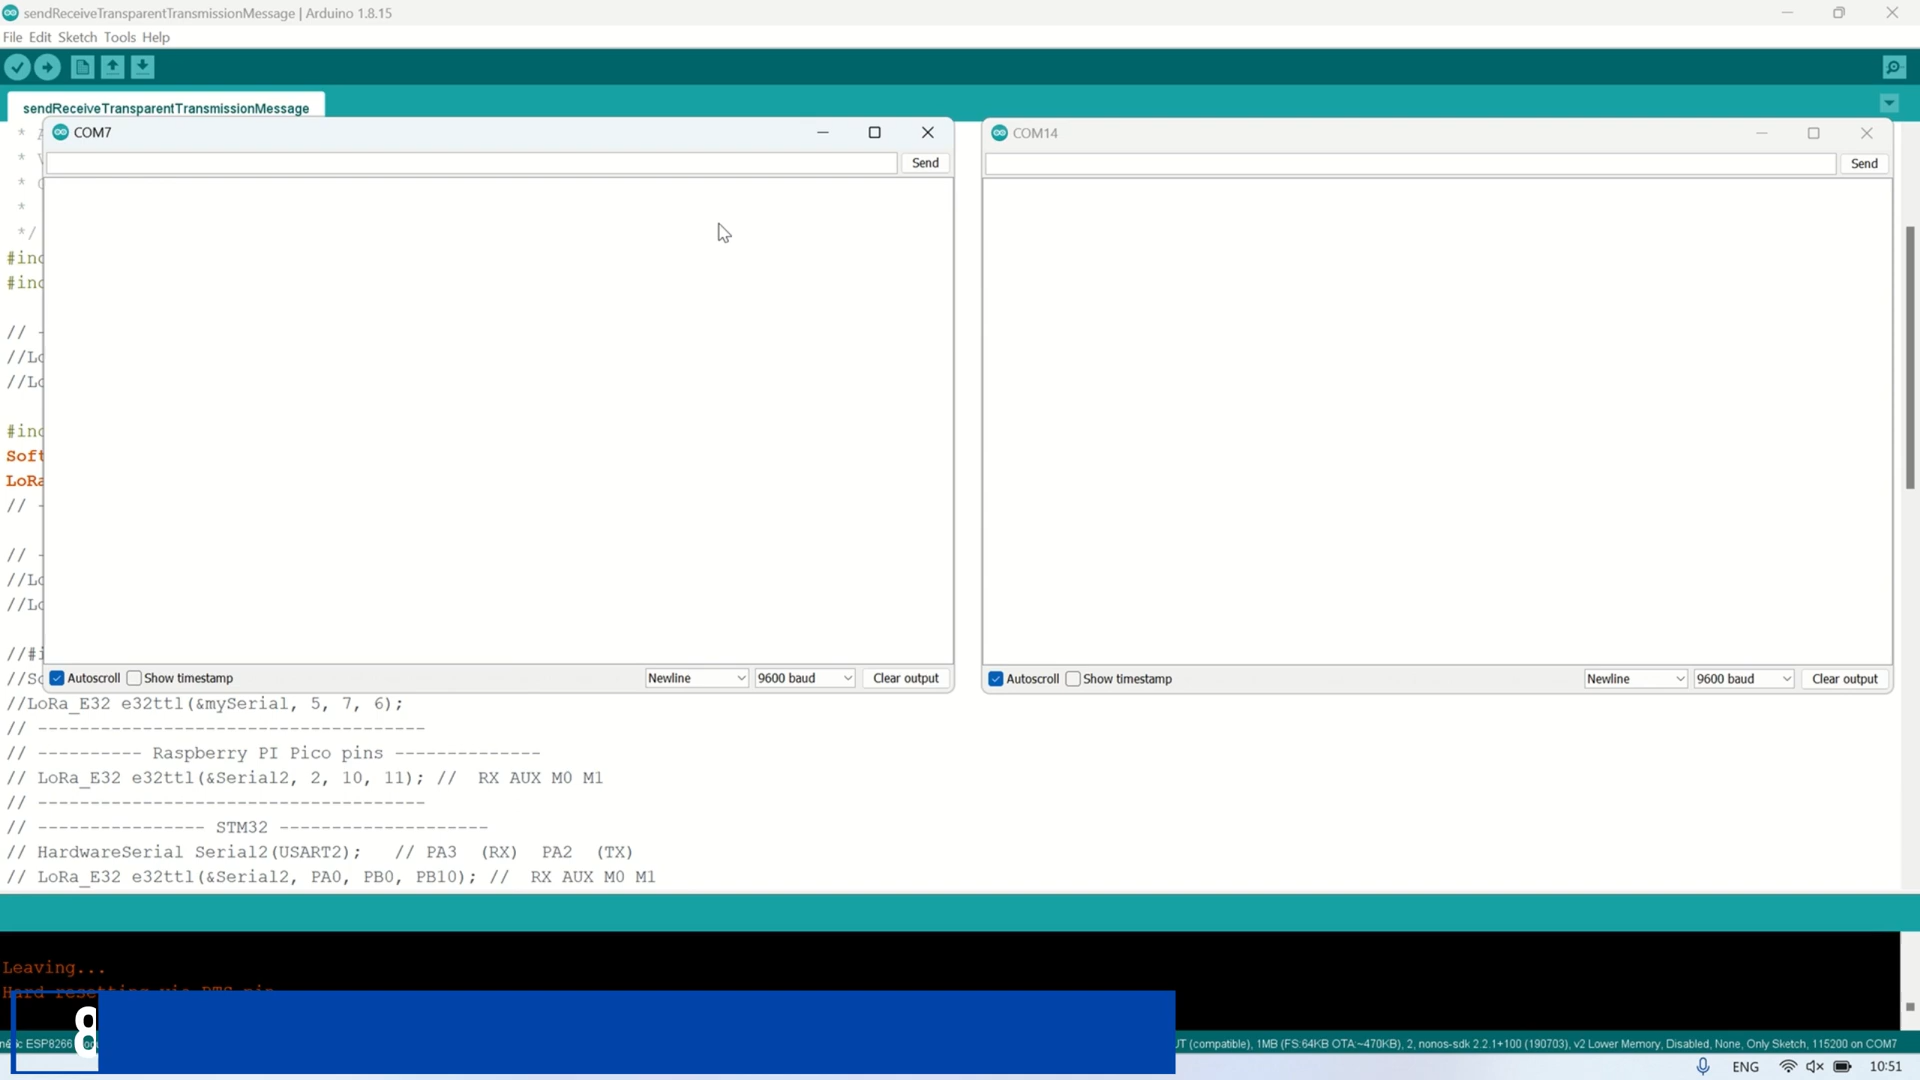 sendReceiveTransparentTransmissionMessage | Arduino 1.8.15
File Edit Sketch Tools Help
sendReceiveTransparentTransmissionMessage
COM7
Send
COM14
Send
*
*
*
*
*/
#inc
#inc
// -
//Lo
//Lo
#inc
Soft
LoRa
// -
// -
//Lo
//Lo
//#i
//So
Autoscroll Show timestamp Newline 9600 baud Clear output
Autoscroll Show timestamp Newline 9600 baud Clear output
//LoRa_E32 e32ttl(&mySerial, 5, 7, 6);
// -------------------------------------
// ---------- Raspberry PI Pico pins --------------
// LoRa_E32 e32ttl(&Serial2, 2, 10, 11); // RX AUX M0 M1
// -------------------------------------
// ---------------- STM32 --------------------
// HardwareSerial Serial2(USART2); // PA3 (RX) PA2 (TX)
// LoRa_E32 e32ttl(&Serial2, PA0, PB0, PB10); // RX AUX M0 M1
Leaving...
Hard resetting via RTS pin
8
ESP8266
(compatible), 1MB (FS:64KB OTA:~470KB), 2, nonos-sdk 2.2.1+100 (190703), v2 Lower Memory, Disabled, None, Only Sketch, 115200 on COM7
ENG 10:51